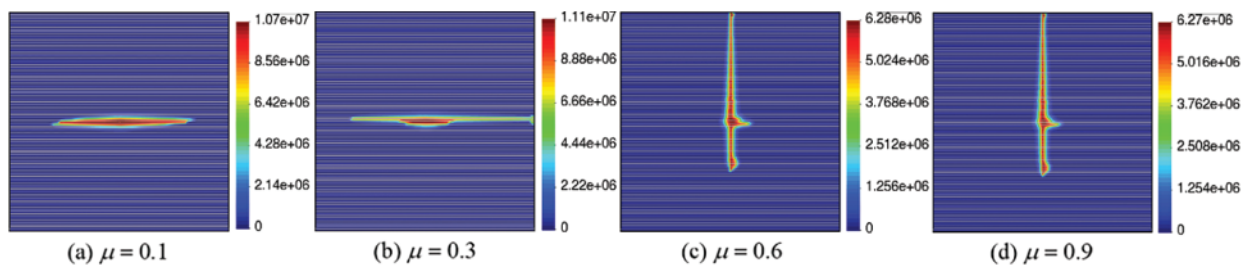 1.07e+07
8.56e+06
6.42e+06
4.28e+06
2.14e+06
0
(a) μ = 0.1
1.11e+07
8.66e+06
6.66e+06
4.44e+06
2.22e+06
0
(b) μ = 0.3
6.28e+06
5.024e+06
3.768e+06
2.512e+06
1.256e+06
0
(c) μ = 0.6
6.27e+06
5.016e+06
3.762e+06
2.508e+06
1.254e+06
0
(d) μ = 0.9